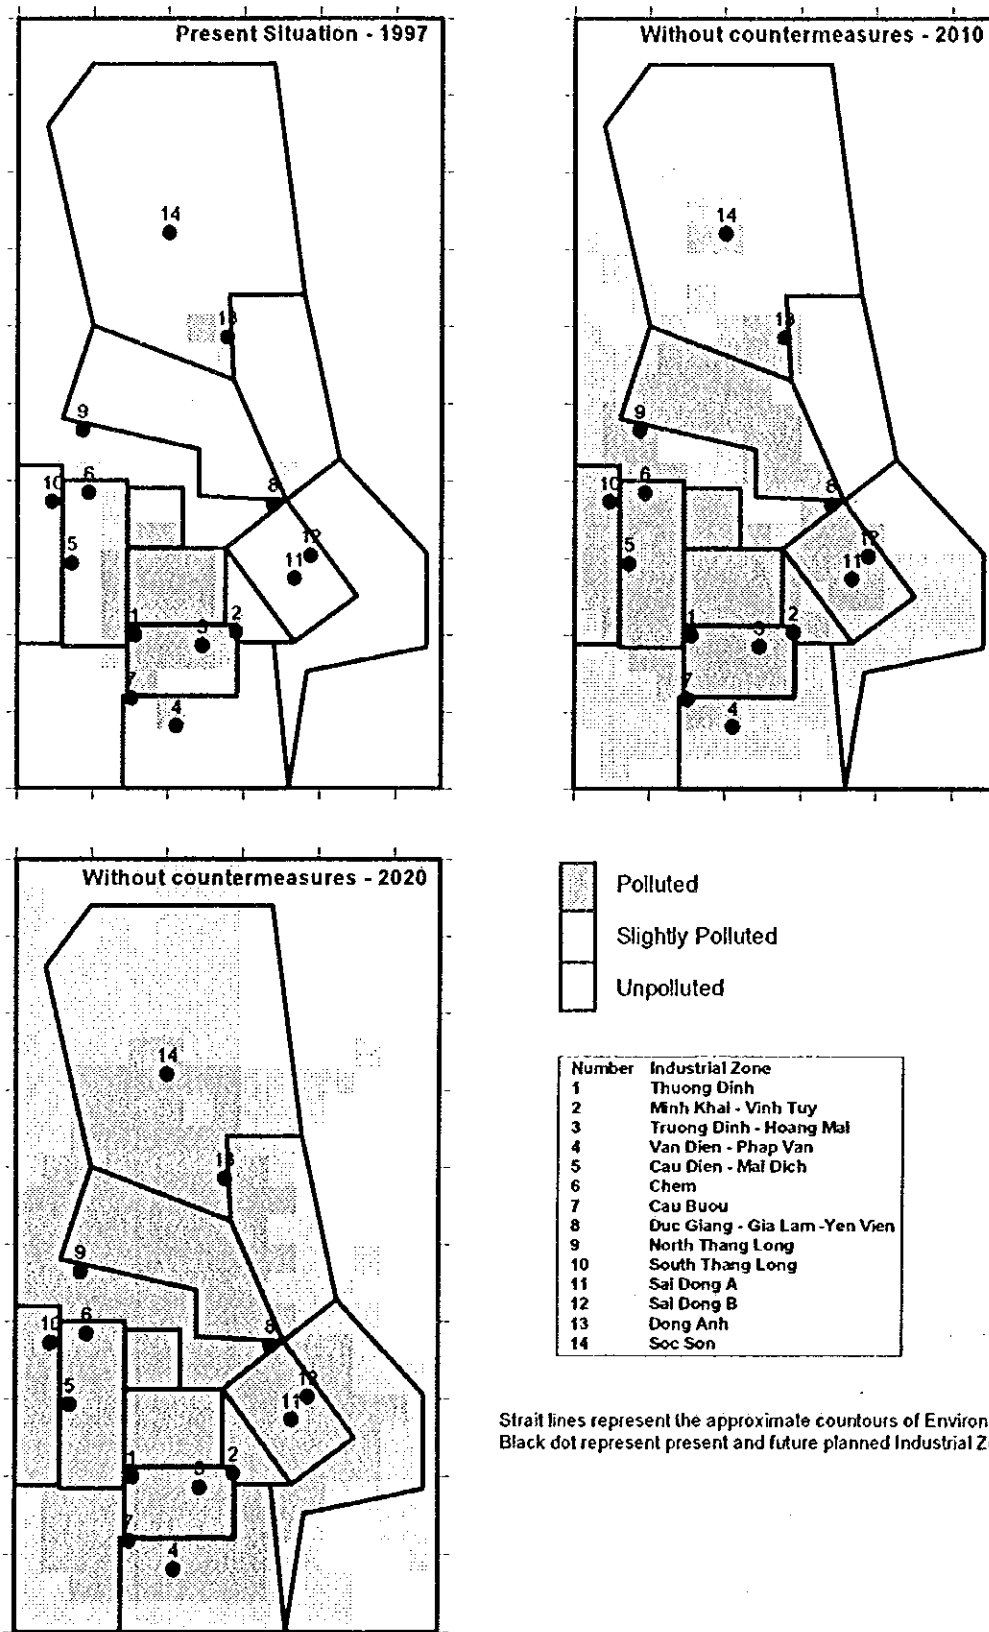 Present Situation - 1997
14
13
9
8
10
6
12
5
11
1
2
3
7
4
Without countermeasures - 2010
14
13
9
8
10
6
12
5
11
1
2
3
7
4
Without countermeasures - 2020
14
13
9
8
10
6
12
5
11
1
2
3
7
4
Polluted
Slightly Polluted
Unpolluted
Number Industrial Zone
1 Thuong Dinh
2 Minh Khai - Vinh Tuy
3 Truong Dinh - Hoang Mai
4 Van Dien - Phap Van
5 Cau Dien - Mai Dich
6 Chem
7 Cau Buou
8 Duc Giang - Gia Lam -Yen Vien
9 North Thang Long
10 South Thang Long
11 Sai Dong A
12 Sai Dong B
13 Dong Anh
14 Soc Son
Strait lines represent the approximate countours of Environ
Black dot represent present and future planned Industrial Z